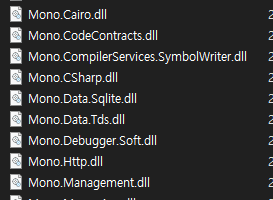 Mono.Cairo.dll
Mono.CodeContracts.dll
Mono.CompilerServices.SymbolWriter.dll
Mono.CSharp.dll
Mono.Data.Sqlite.dll
Mono.Data.Tds.dll
Mono.Debugger.Soft.dll
Mono.Http.dll
Mono.Management.dll